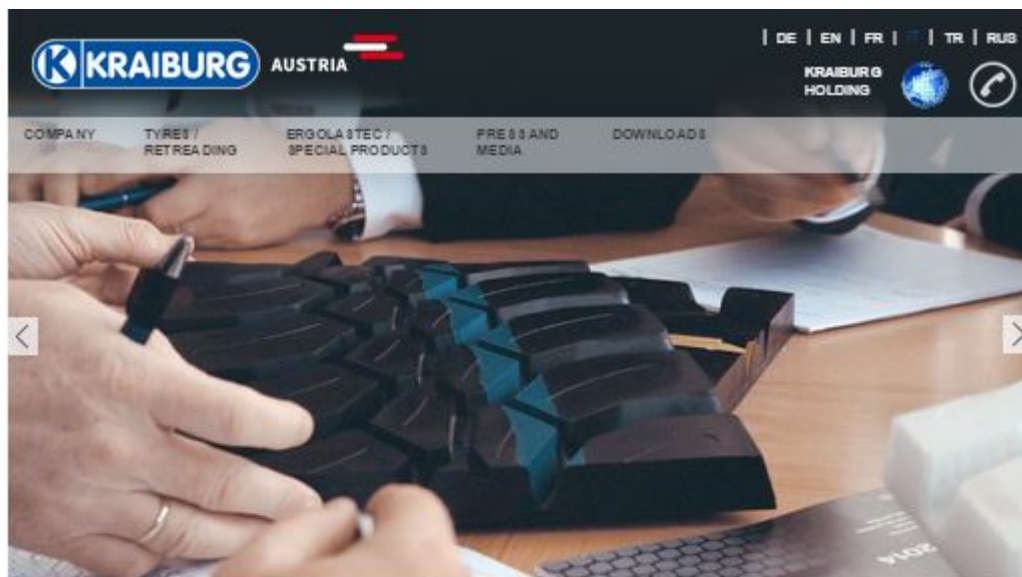 | DE | EN | FR | IT | TR | RUS
K KRAIBURG AUSTRIA
KRAIBURG
HOLDING
COMPANY
TYRES /
RETREADING
ERGOLASTEC /
SPECIAL PRODUCTS
PRESS AND
MEDIA
DOWNLOADS
2014